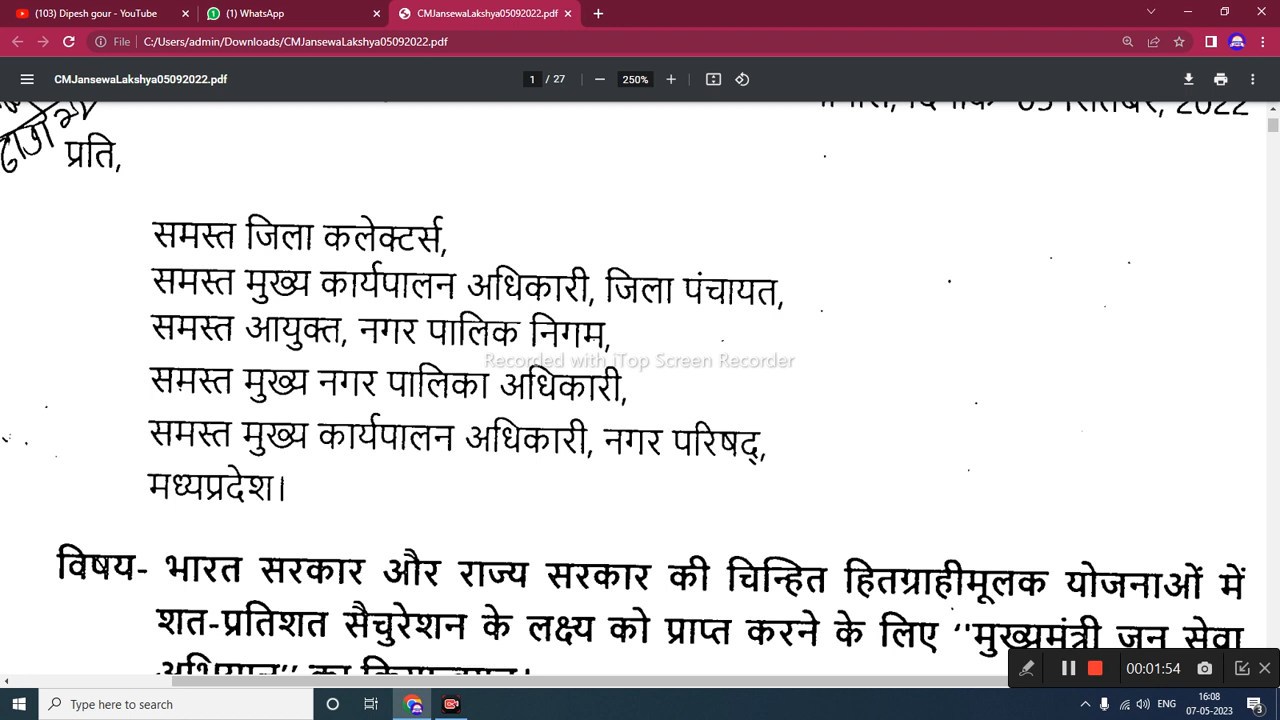 (103) Dipesh gour - YouTube
(1) WhatsApp
CMJansewaLakshya05092022.pdf
File
C:/Users/admin/Downloads/CMJansewaLakshya05092022.pdf
CMJansewaLakshya05092022.pdf
1 / 27
250%
05 सितंबर, 2022
प्रति,
समस्त जिला कलेक्टर्स,
समस्त मुख्य कार्यपालन अधिकारी, जिला पंचायत,
समस्त आयुक्त, नगर पालिक निगम,
Recorded with iTop Screen Recorder
समस्त मुख्य नगर पालिका अधिकारी,
समस्त मुख्य कार्यपालन अधिकारी, नगर परिषद्,
मध्यप्रदेश।
विषय- भारत सरकार और राज्य सरकार की चिन्हित हितग्राहीमूलक योजनाओं में
शत-प्रतिशत सैचुरेशन के लक्ष्य को प्राप्त करने के लिए ''मुख्यमंत्री जन सेवा
00:01:54
Type here to search
ENG
16:08
07-05-2023
3